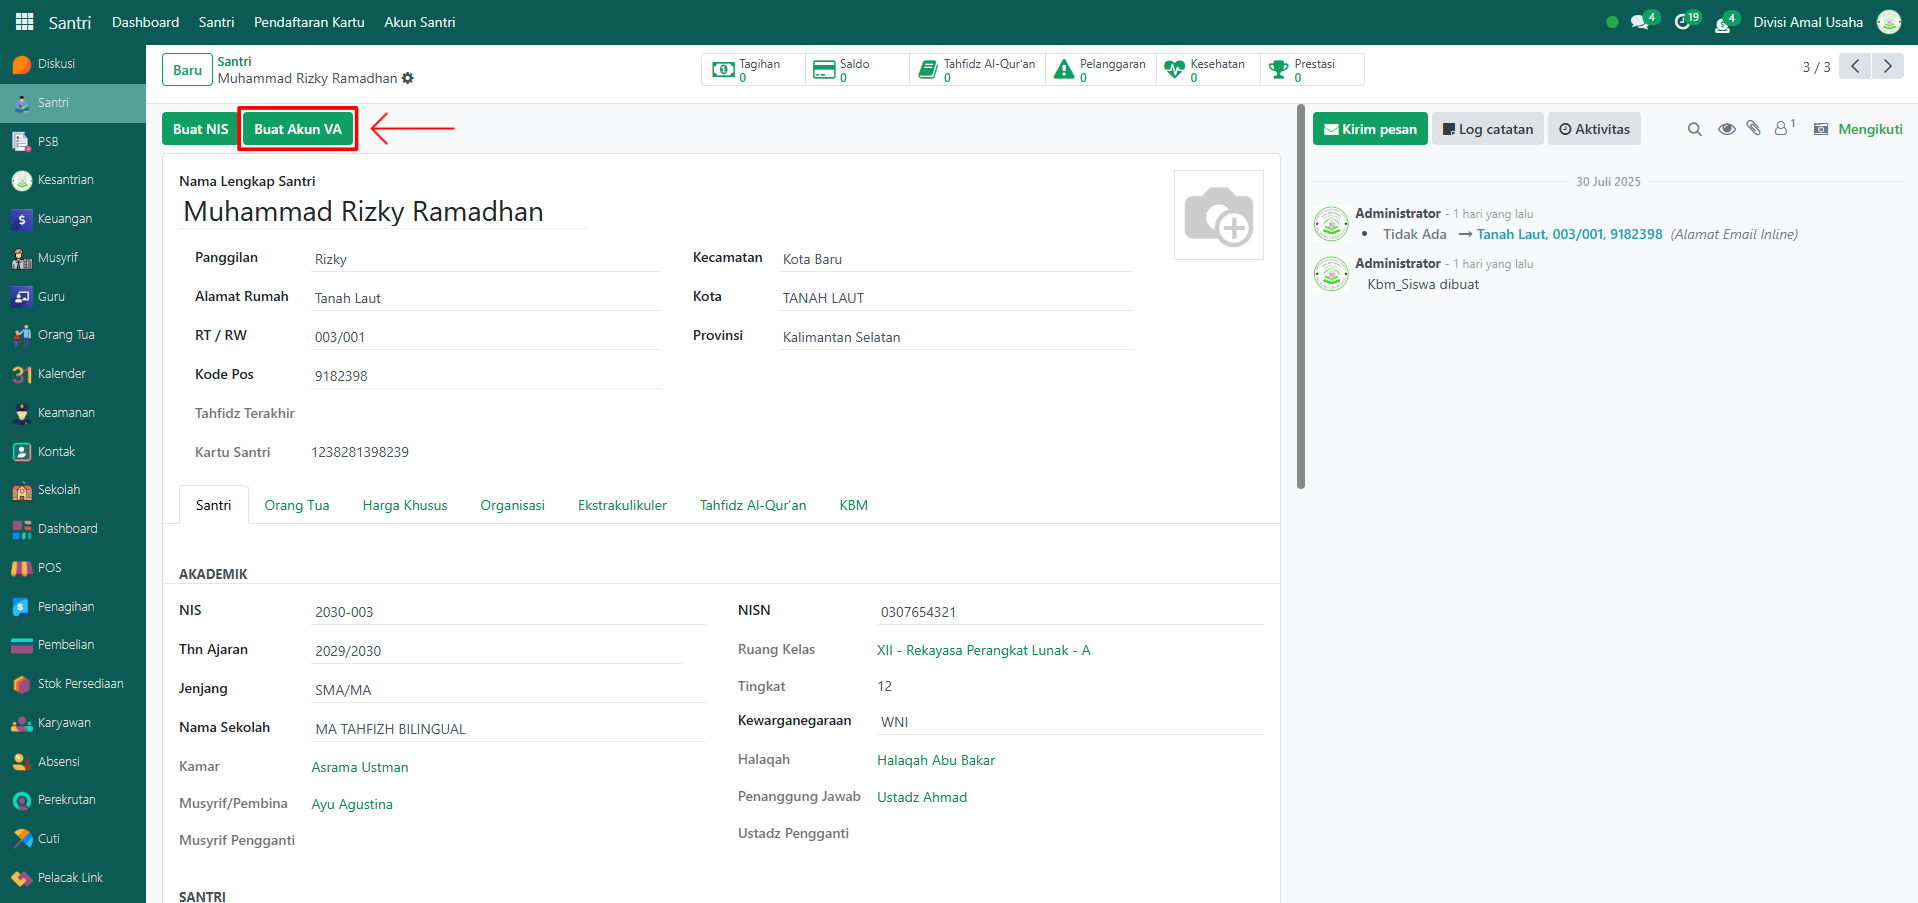 Santri Dashboard Santri Pendaftaran Kartu Akun Santri 4 19 4 Divisi Amal Usaha
Diskusi
Santri
PSB
Kesantrian
Keuangan
Musyrif
Guru
Orang Tua
31 Kalender
Keamanan
Kontak
Sekolah
Dashboard
POS
Penagihan
Pembelian
Stok Persediaan
Karyawan
Absensi
Perekrutan
Cuti
Pelacak Link
Baru
Santri
Muhammad Rizky Ramadhan
Tagihan 0
Saldo 0
Tahfidz Al-Qur'an 0
Pelanggaran 0
Kesehatan 0
Prestasi 0
3 / 3
Buat NIS Buat Akun VA
Nama Lengkap Santri
Muhammad Rizky Ramadhan
Panggilan Rizky Kecamatan Kota Baru
Alamat Rumah Tanah Laut Kota TANAH LAUT
RT / RW 003/001 Provinsi Kalimantan Selatan
Kode Pos 9182398
Tahfidz Terakhir
Kartu Santri 1238281398239
Santri Orang Tua Harga Khusus Organisasi Ekstrakulikuler Tahfidz Al-Qur'an KBM
AKADEMIK
NIS 2030-003 NISN 0307654321
Thn Ajaran 2029/2030 Ruang Kelas XII - Rekayasa Perangkat Lunak - A
Jenjang SMA/MA Tingkat 12
Nama Sekolah MA TAHFIZH BILINGUAL Kewarganegaraan WNI
Kamar Asrama Ustman Halaqah Halaqah Abu Bakar
Musyrif/Pembina Ayu Agustina Penanggung Jawab Ustadz Ahmad
Musyrif Pengganti Ustadz Pengganti
SANTRI
Kirim pesan Log catatan Aktivitas 1 Mengikuti
30 Juli 2025
Administrator - 1 hari yang lalu
• Tidak Ada → Tanah Laut, 003/001, 9182398 (Alamat Email Inline)
Administrator - 1 hari yang lalu
Kbm_Siswa dibuat